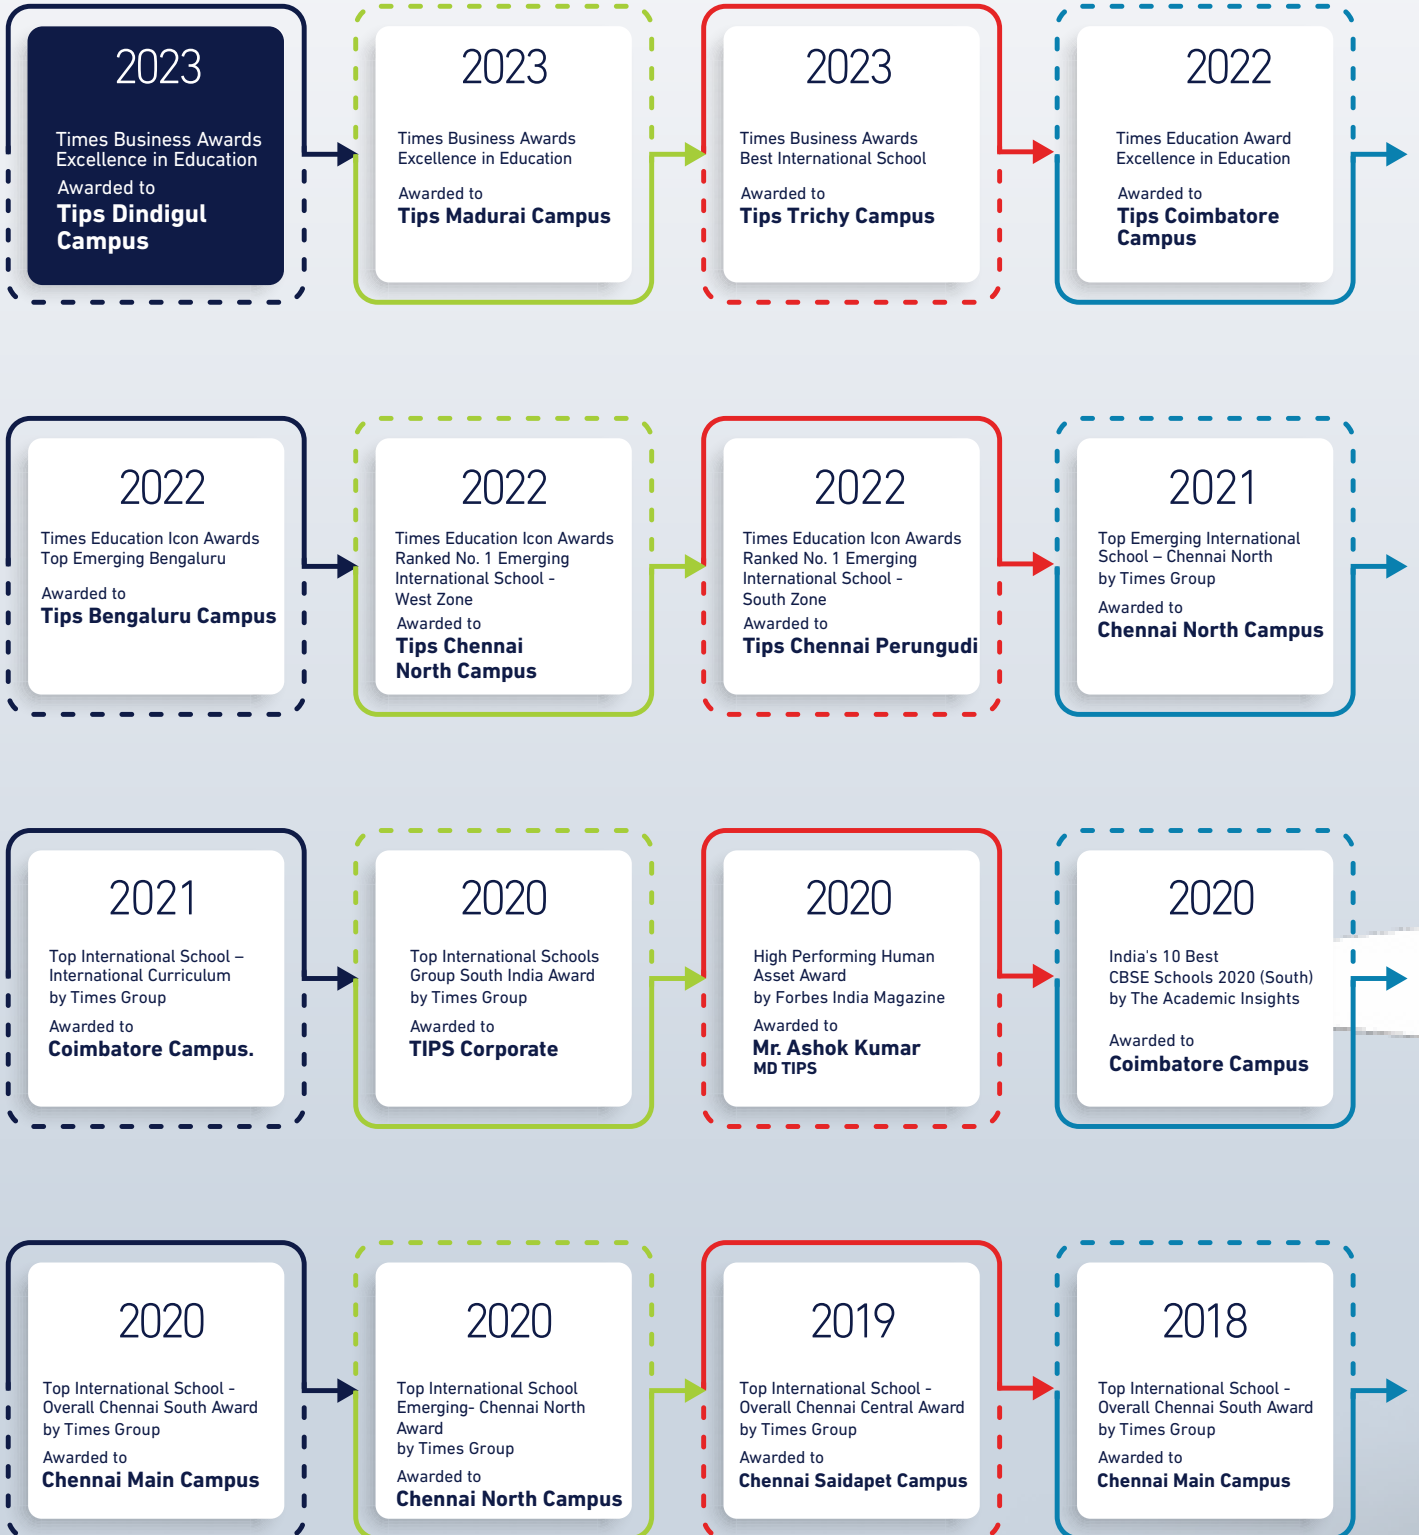 2023
Times Business Awards
Excellence in Education
Awarded to
Tips Dindigul
Campus
2023
Times Business Awards
Excellence in Education
Awarded to
Tips Madurai Campus
2023
Times Business Awards
Best International School
Awarded to
Tips Trichy Campus
2022
Times Education Award
Excellence in Education
Awarded to
Tips Coimbatore
Campus
2022
Times Education Icon Awards
Top Emerging Bengaluru
Awarded to
Tips Bengaluru Campus
2022
Times Education Icon Awards
Ranked No. 1 Emerging
International School -
West Zone
Awarded to
Tips Chennai
North Campus
2022
Times Education Icon Awards
Ranked No. 1 Emerging
International School -
South Zone
Awarded to
Tips Chennai Perungudi
2021
Top Emerging International
School – Chennai North
by Times Group
Awarded to
Chennai North Campus
2021
Top International School –
International Curriculum
by Times Group
Awarded to
Coimbatore Campus.
2020
Top International Schools
Group South India Award
by Times Group
Awarded to
TIPS Corporate
2020
High Performing Human
Asset Award
by Forbes India Magazine
Awarded to
Mr. Ashok Kumar
MD TIPS
2020
India's 10 Best
CBSE Schools 2020 (South)
by The Academic Insights
Awarded to
Coimbatore Campus
2020
Top International School -
Overall Chennai South Award
by Times Group
Awarded to
Chennai Main Campus
2020
Top International School
Emerging- Chennai North
Award
by Times Group
Awarded to
Chennai North Campus
2019
Top International School -
Overall Chennai Central Award
by Times Group
Awarded to
Chennai Saidapet Campus
2018
Top International School -
Overall Chennai South Award
by Times Group
Awarded to
Chennai Main Campus